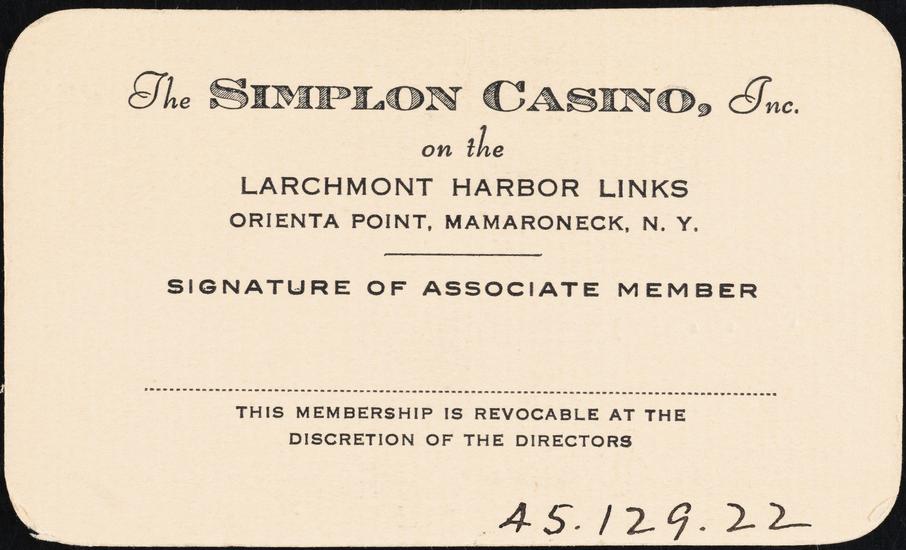 The SIMPLON CASINO, Inc.
on the
LARCHMONT HARBOR LINKS
ORIENTA POINT, MAMARONECK, N. Y.
SIGNATURE OF ASSOCIATE MEMBER
THIS MEMBERSHIP IS REVOCABLE AT THE
DISCRETION OF THE DIRECTORS
45.129.22